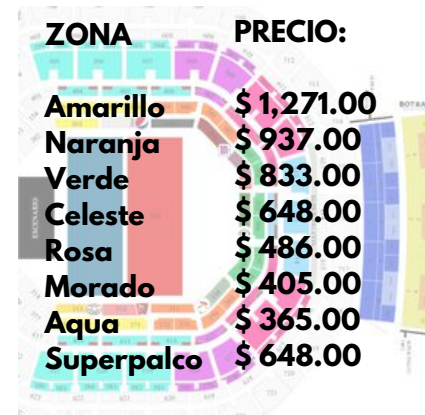 ZONA PRECIO:
Amarillo $ 1,271.00
Naranja $ 937.00
Verde $ 833.00
Celeste $ 648.00
Rosa $ 486.00
Morado $ 405.00
Aqua $ 365.00
Superpalco $ 648.00
ESCENARIO